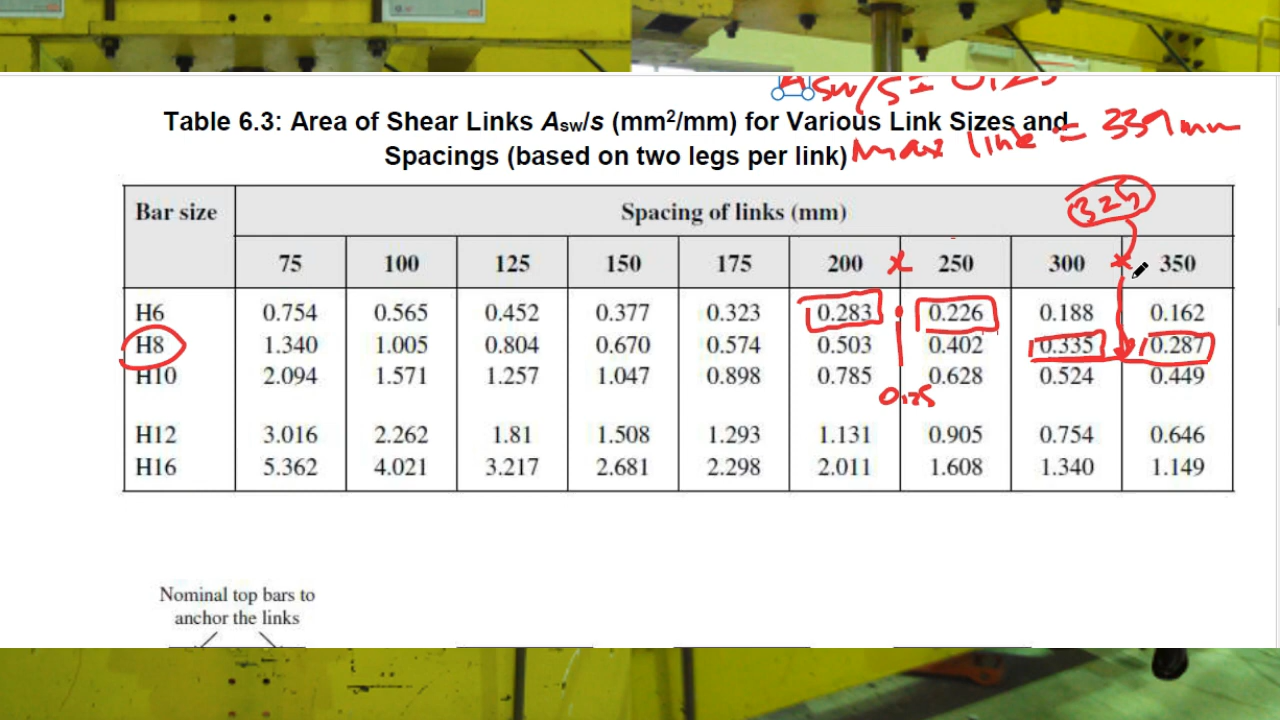 Asw/s = 0.25
Table 6.3: Area of Shear Links Asw/s (mm²/mm) for Various Link Sizes and
Spacings (based on two legs per link)
Max link = 339mm
325
Bar size Spacing of links (mm)
75 100 125 150 175 200 x 250 300 x 350
H6 0.754 0.565 0.452 0.377 0.323 0.283 0.226 0.188 0.162
H8 1.340 1.005 0.804 0.670 0.574 0.503 0.402 0.335 0.287
H10 2.094 1.571 1.257 1.047 0.898 0.785 0.628 0.524 0.449
0.25
H12 3.016 2.262 1.81 1.508 1.293 1.131 0.905 0.754 0.646
H16 5.362 4.021 3.217 2.681 2.298 2.011 1.608 1.340 1.149
Nominal top bars to
anchor the links